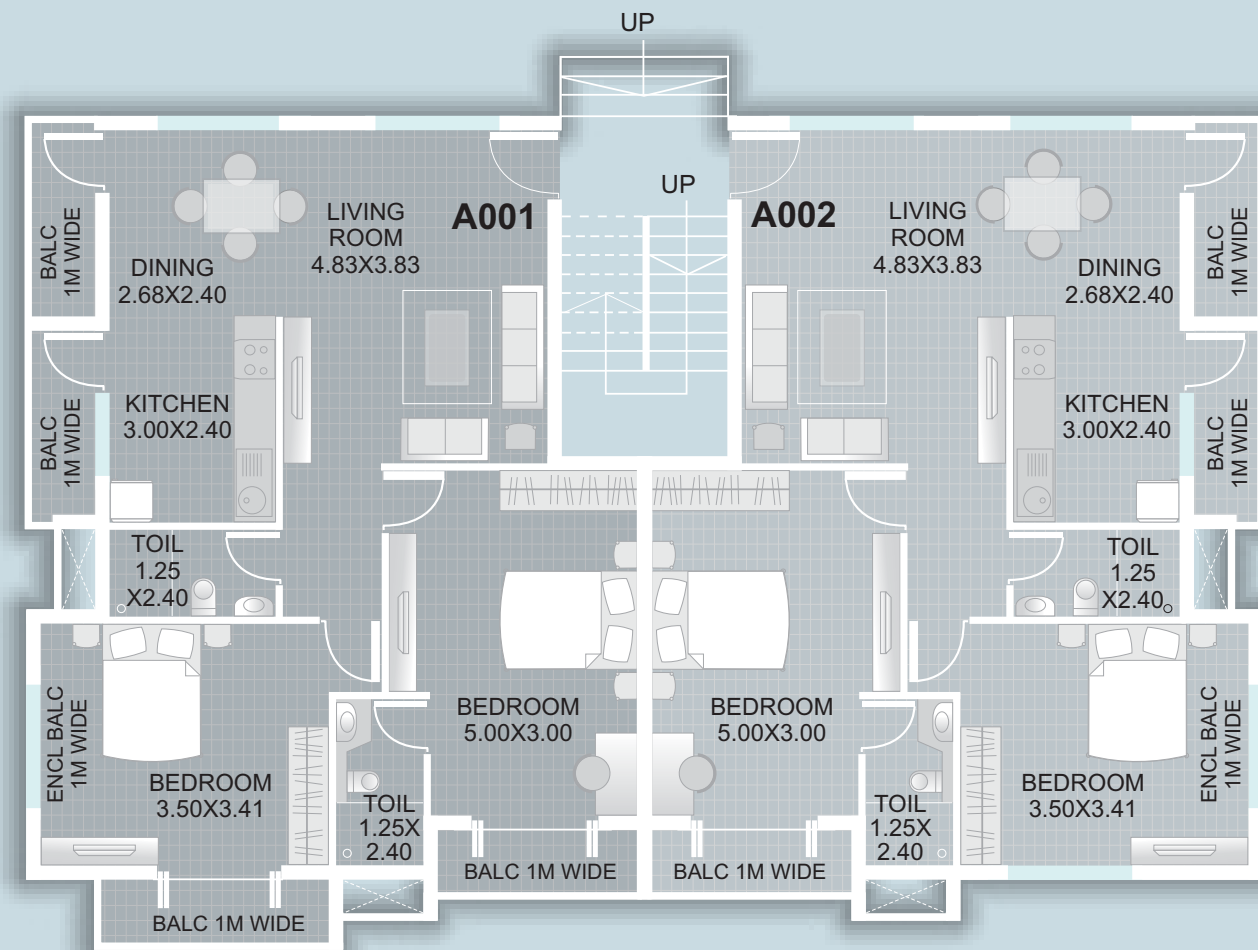 UP
UP
A001
A002
LIVING
ROOM
4.83X3.83
LIVING
ROOM
4.83X3.83
BALC
1M WIDE
DINING
2.68X2.40
DINING
2.68X2.40
BALC
1M WIDE
BALC
1M WIDE
KITCHEN
3.00X2.40
KITCHEN
3.00X2.40
BALC
1M WIDE
TOIL
1.25
X2.40
TOIL
1.25
X2.40
ENCL BALC
1M WIDE
BEDROOM
3.50X3.41
BEDROOM
5.00X3.00
BEDROOM
5.00X3.00
BEDROOM
3.50X3.41
ENCL BALC
1M WIDE
TOIL
1.25X
2.40
TOIL
1.25X
2.40
BALC 1M WIDE
BALC 1M WIDE
BALC 1M WIDE